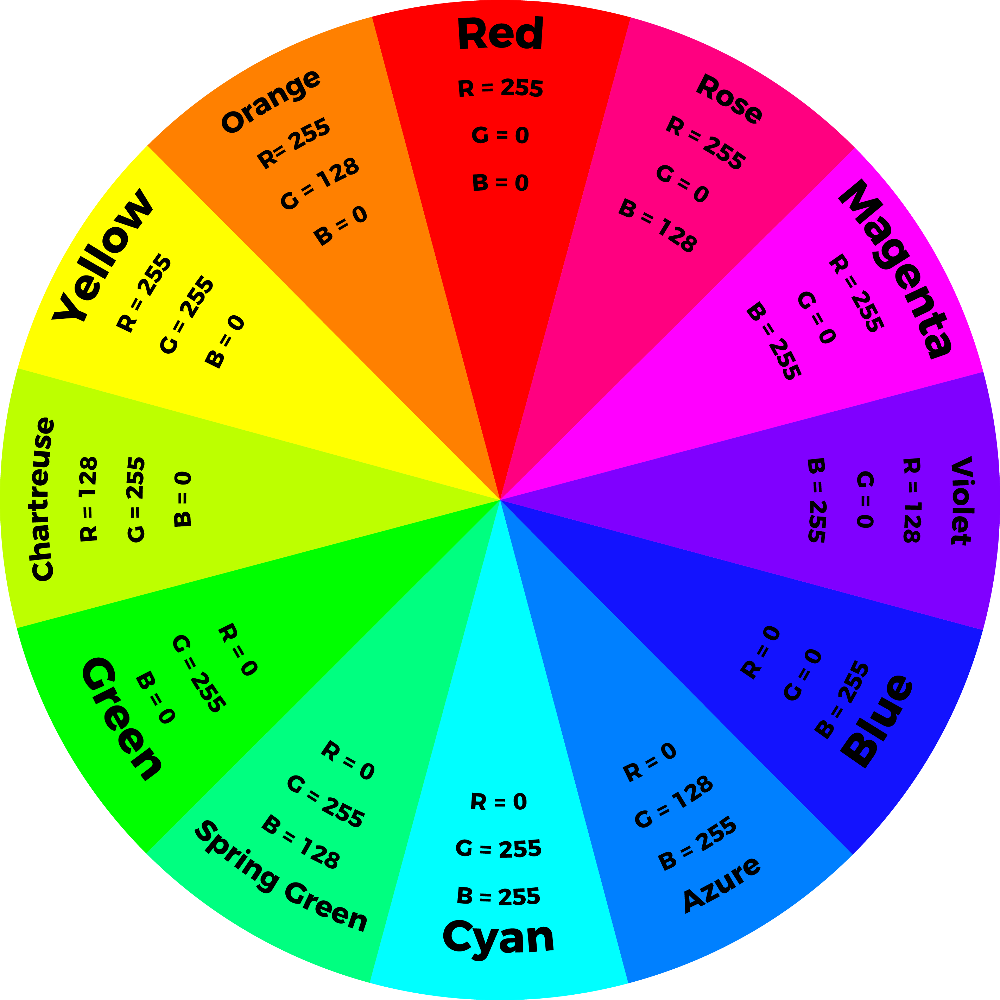 Red
R = 255
G = 0
B = 0
Rose
R = 255
G = 0
B = 128
Magenta
R = 255
G = 0
B = 255
Violet
R = 128
G = 0
B = 255
R = 0
G = 0
B = 255
Blue
R = 0
G = 128
B = 255
Azure
R = 0
G = 255
B = 255
Cyan
R = 0
G = 255
B = 128
Spring Green
R = 0
G = 255
B = 0
Green
Chartreuse
R = 128
G = 255
B = 0
Yellow
R = 255
G = 255
B = 0
Orange
R= 255
G = 128
B = 0